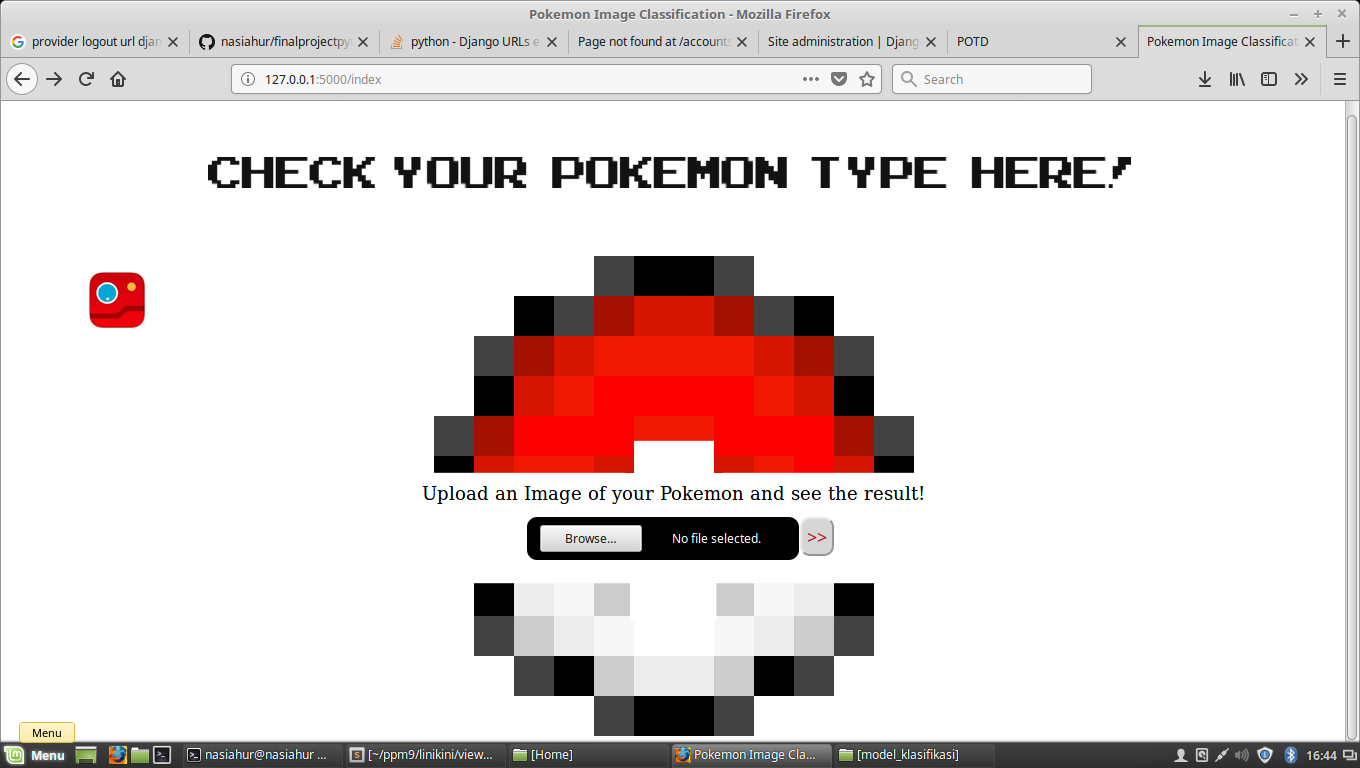 Pokemon Image Classification - Mozilla Firefox
provider logout url djan
nasiahur/finalprojectpy
python - Django URLs e
Page not found at /accounts
Site administration | Djang
POTD
Pokemon Image Classificat
127.0.0.1:5000/index
Search
CHECK YOUR POKEMON TYPE HERE!
Upload an Image of your Pokemon and see the result!
Browse...
No file selected.
>>
Menu
Menu
nasiahur@nasiahur ...
[~/ppm9/linikini/view...
[Home]
Pokemon Image Cla...
[model_klasifikasi]
16:44